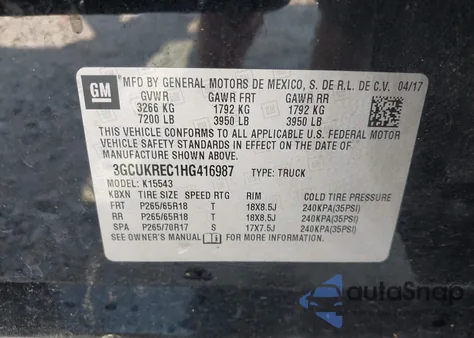 GM
MFD BY GENERAL MOTORS DE MEXICO, S. DE R.L. DE C.V. 04/17
GVWR GAWR FRT GAWR RR
3266 KG 1792 KG 1792 KG
7200 LB 3950 LB 3950 LB
THIS VEHICLE CONFORMS TO ALL APPLICABLE U.S. FEDERAL MOTOR
VEHICLE SAFETY AND THEFT PREVENTION STANDARDS
IN EFFECT ON THE DATE OF MANUFACTURE SHOWN ABOVE.
3GCUKREC1HG416987 TYPE: TRUCK
MODEL: K15543
KBXN TIRE SIZE SPEED RTG RIM COLD TIRE PRESSURE
FRT P265/65R18 T 18X8.5J 240KPA(35PSI)
RR P265/65R18 T 18X8.5J 240KPA(35PSI)
SPA P265/70R17 S 17X7.5J 240KPA(35PSI)
SEE OWNER'S MANUAL FOR MORE INFORMATION.
autoSnap